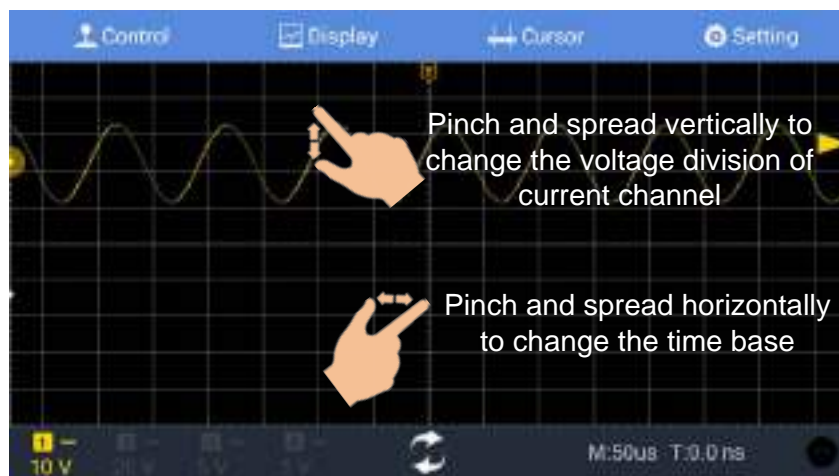 Control Display Cursor Setting
Pinch and spread vertically to
change the voltage division of
current channel
Pinch and spread horizontally
to change the time base
1
10 V M:50us T:0.0 ns